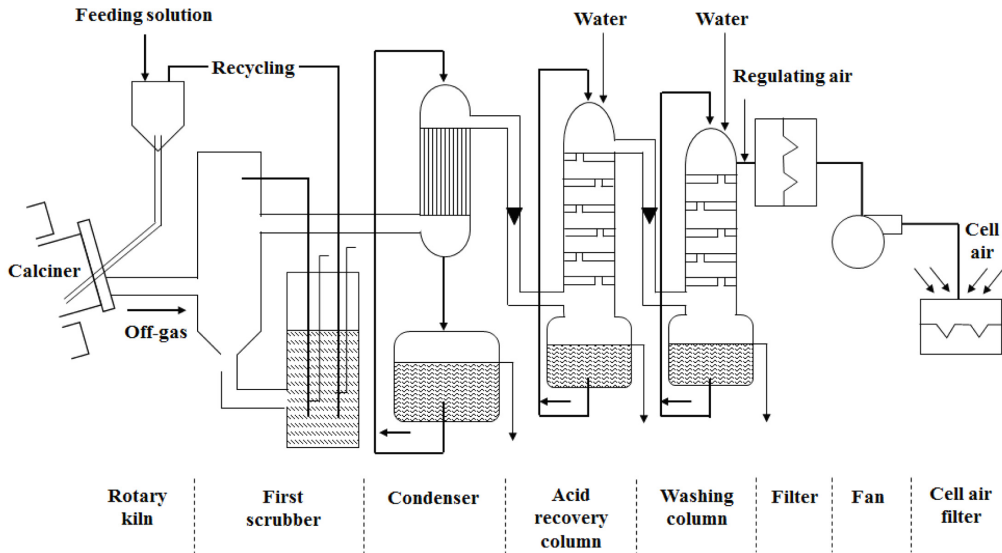 Feeding solution
Water
Water
Recycling
Regulating air
Cell
air
Calciner
Off-gas
Rotary
kiln
First
scrubber
Condenser
Acid
recovery
column
Washing
column
Filter
Fan
Cell air
filter